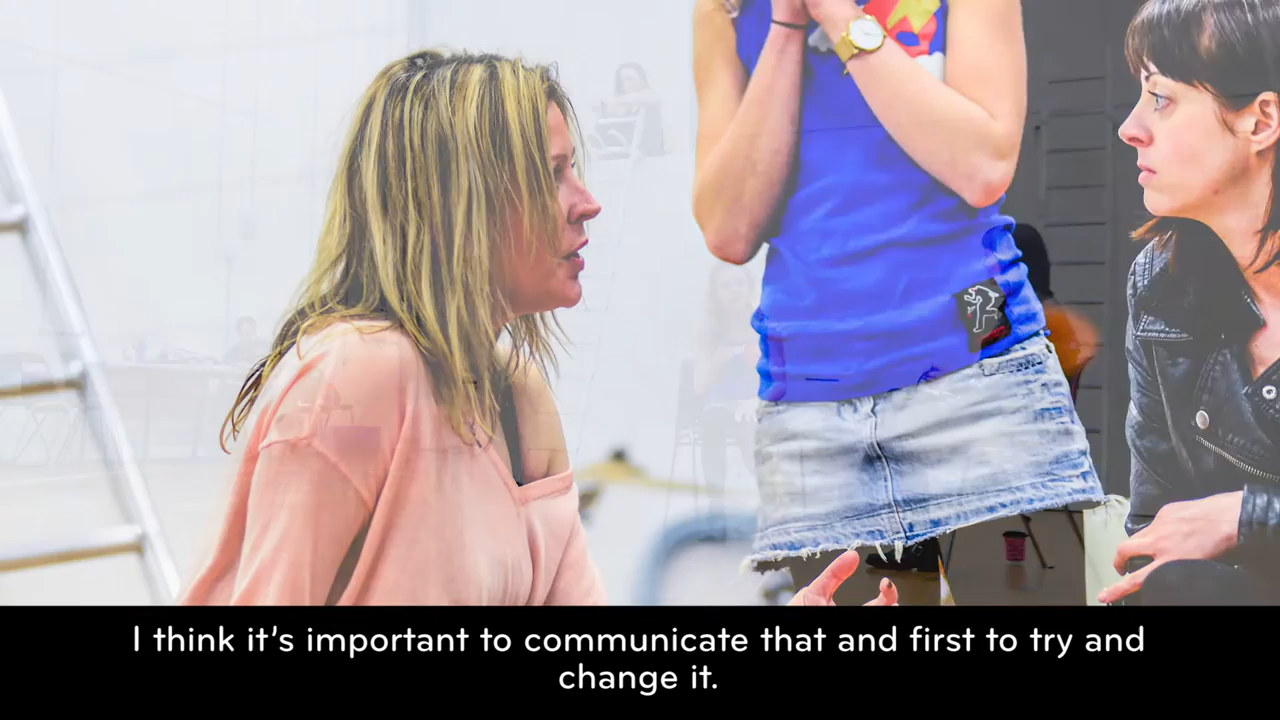 I think it's important to communicate that and first to try and
change it.